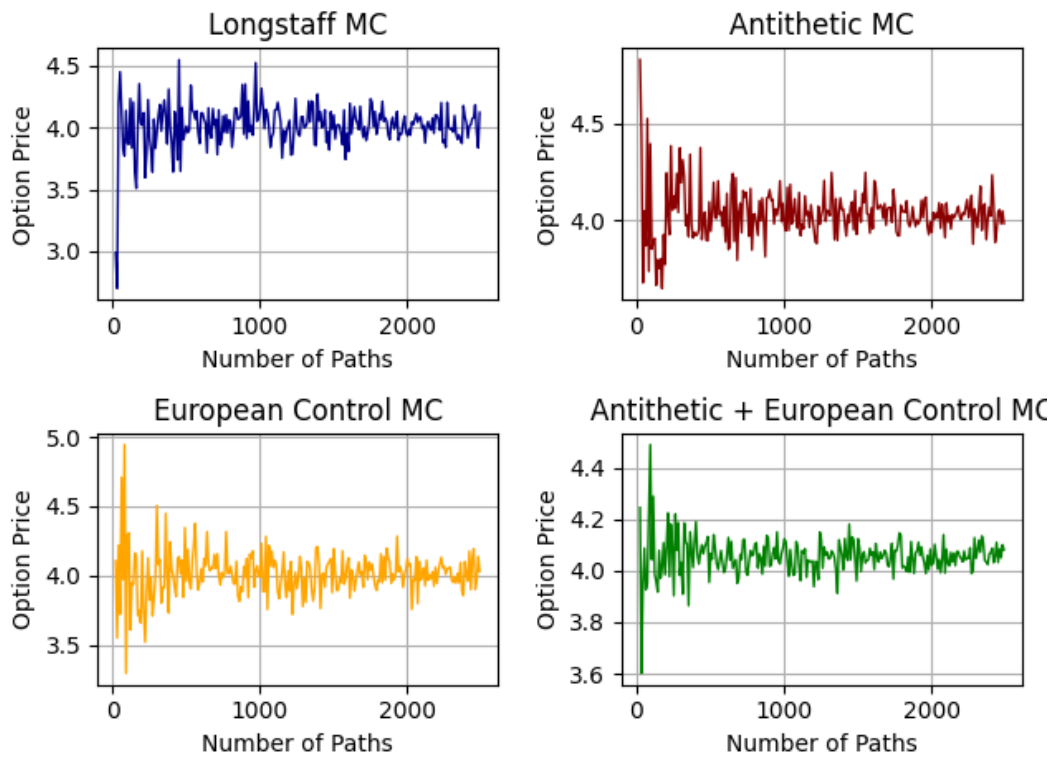 Longstaff MC
Option Price
4.5
4.0
3.5
3.0
0
1000
2000
Number of Paths
Antithetic MC
Option Price
4.5
4.0
0
1000
2000
Number of Paths
European Control MC
Option Price
5.0
4.5
4.0
3.5
0
1000
2000
Number of Paths
Antithetic + European Control MC
Option Price
4.4
4.2
4.0
3.8
3.6
0
1000
2000
Number of Paths